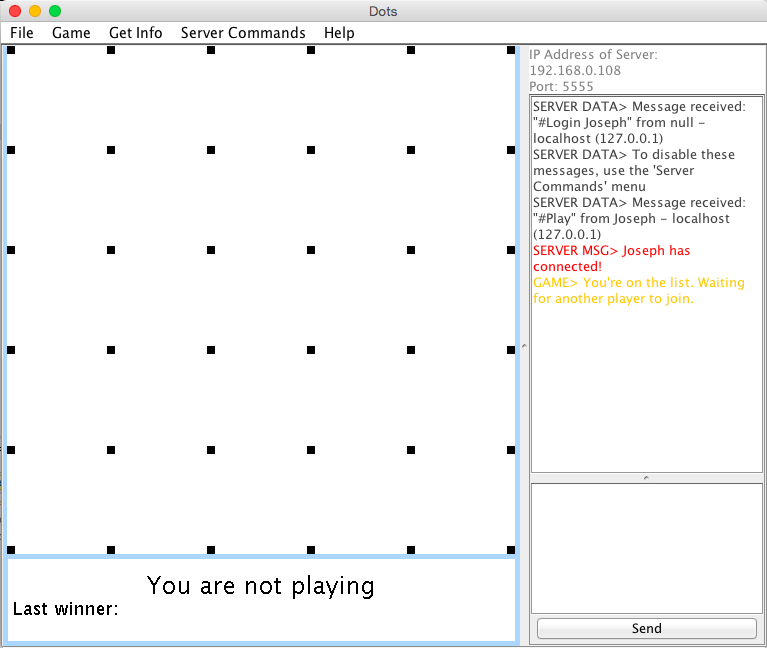 Dots
File Game Get Info Server Commands Help
IP Address of Server:
192.168.0.108
Port: 5555
SERVER DATA> Message received:
"#Login Joseph" from null -
localhost (127.0.0.1)
SERVER DATA> To disable these
messages, use the 'Server
Commands' menu
SERVER DATA> Message received:
"#Play" from Joseph - localhost
(127.0.0.1)
SERVER MSG> Joseph has
connected!
GAME> You're on the list. Waiting
for another player to join.
You are not playing
Last winner:
Send